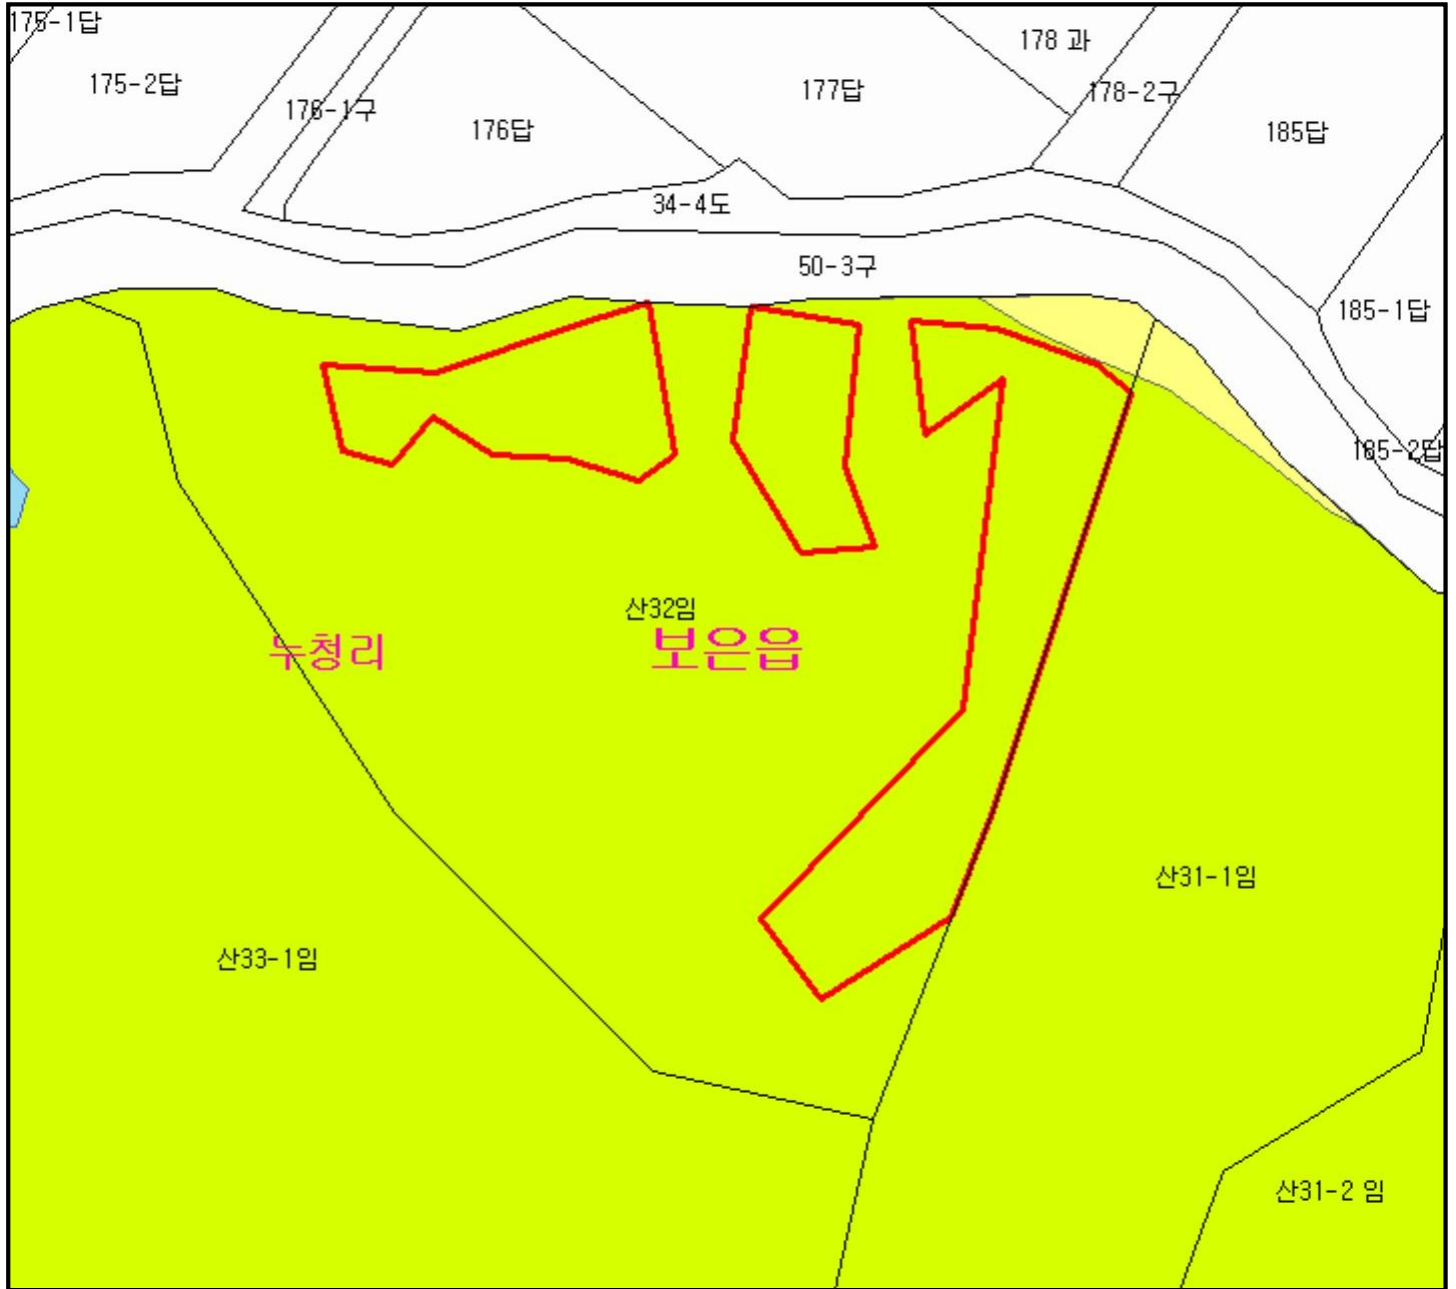 175-1답
178 과
175-2답
177답
178-2구
176-1구
176답
185답
34-4도
50-3구
185-1답
185-2답
산32임
누청리
보은읍
산31-1임
산33-1임
산31-2 임